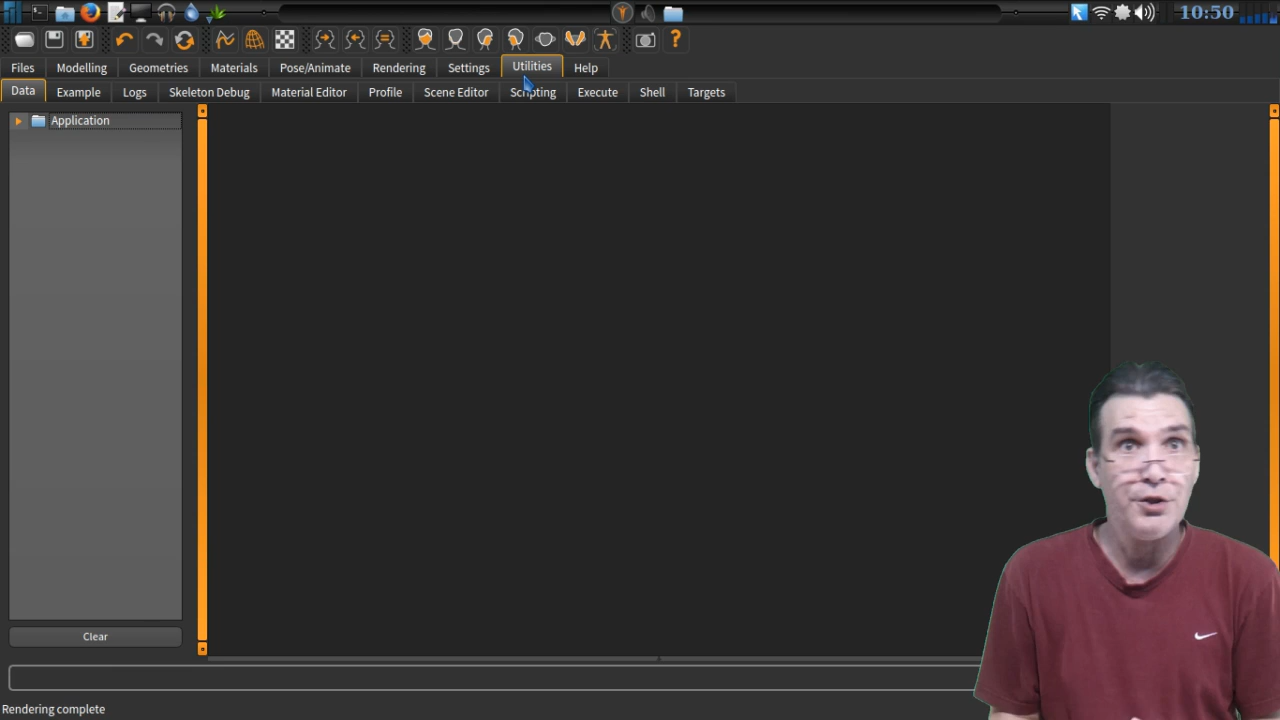 10:50
Files Modelling Geometries Materials Pose/Animate Rendering Settings Utilities Help
Data Example Logs Skeleton Debug Material Editor Profile Scene Editor Scripting Execute Shell Targets
Application
Clear
Rendering complete